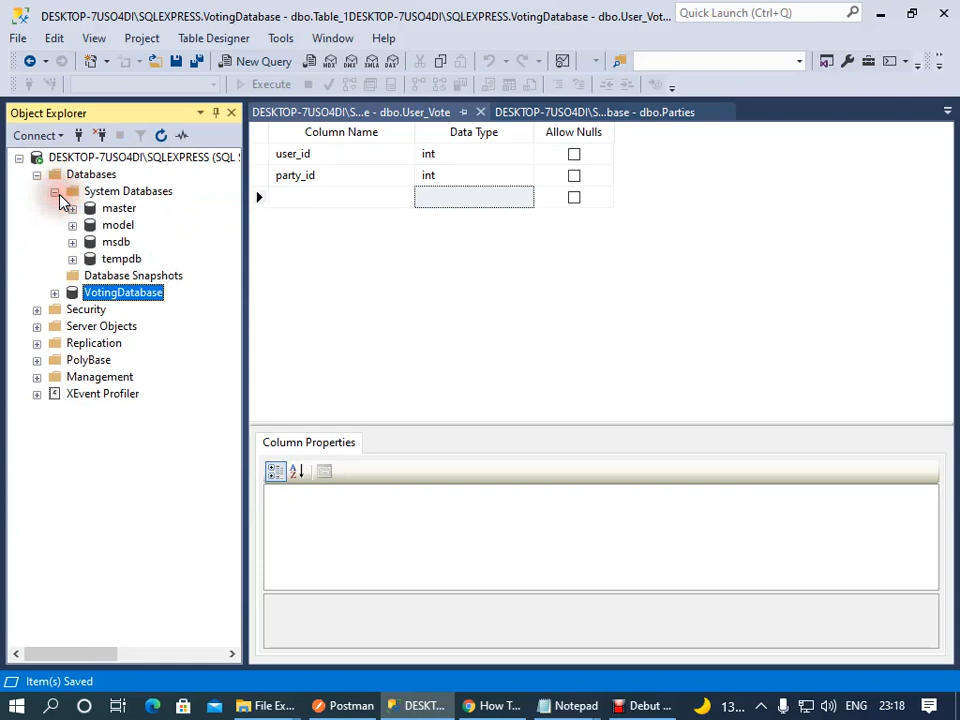 DESKTOP-7USO4DI\SQLEXPRESS.VotingDatabase - dbo.Table_1DESKTOP-7USO4DI\SQLEXPRESS.VotingDatabase - dbo.User_Vot...
Quick Launch (Ctrl+Q)
File Edit View Project Table Designer Tools Window Help
New Query
MDX DMX XMLA DAX
Execute
Object Explorer
DESKTOP-7USO4DI\S...e - dbo.User_Vote
DESKTOP-7USO4DI\S...base - dbo.Parties
Connect
Column Name Data Type Allow Nulls
user_id int
party_id int
DESKTOP-7USO4DI\SQLEXPRESS (SQL S
Databases
System Databases
master
model
msdb
tempdb
Database Snapshots
VotingDatabase
Security
Server Objects
Replication
PolyBase
Management
XEvent Profiler
Column Properties
Item(s) Saved
File Ex...
Postman
DESKT...
How T...
Notepad
Debut ...
13...
ENG
23:18